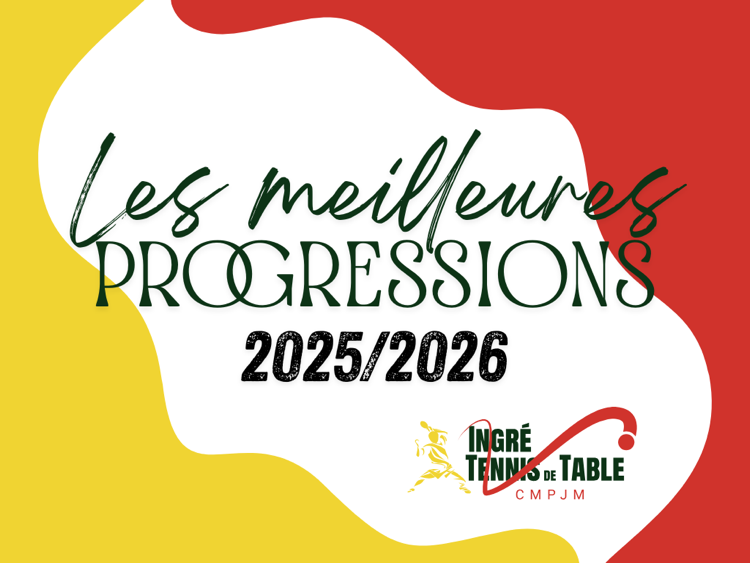 Les meilleures
PROGRESSIONS
2025/2026
INGRÉ
TENNIS DE TABLE
CMPJM